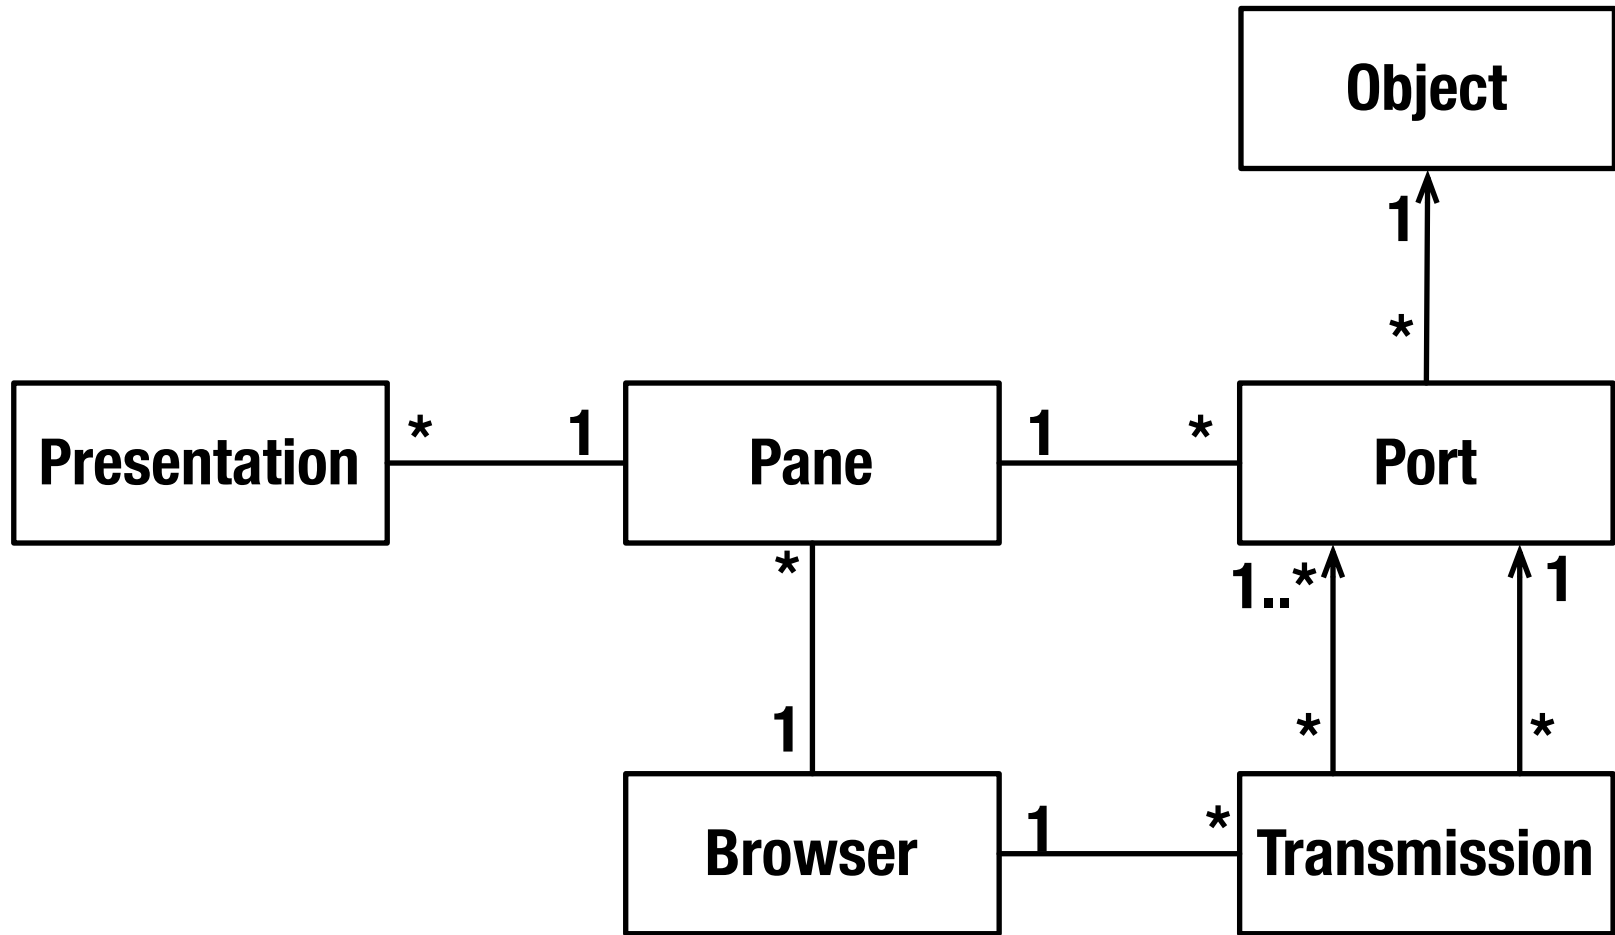 Object
1
*
Presentation
*
1
Pane
1
*
Port
*
1..*
1
1
*
*
Browser
1
*
Transmission